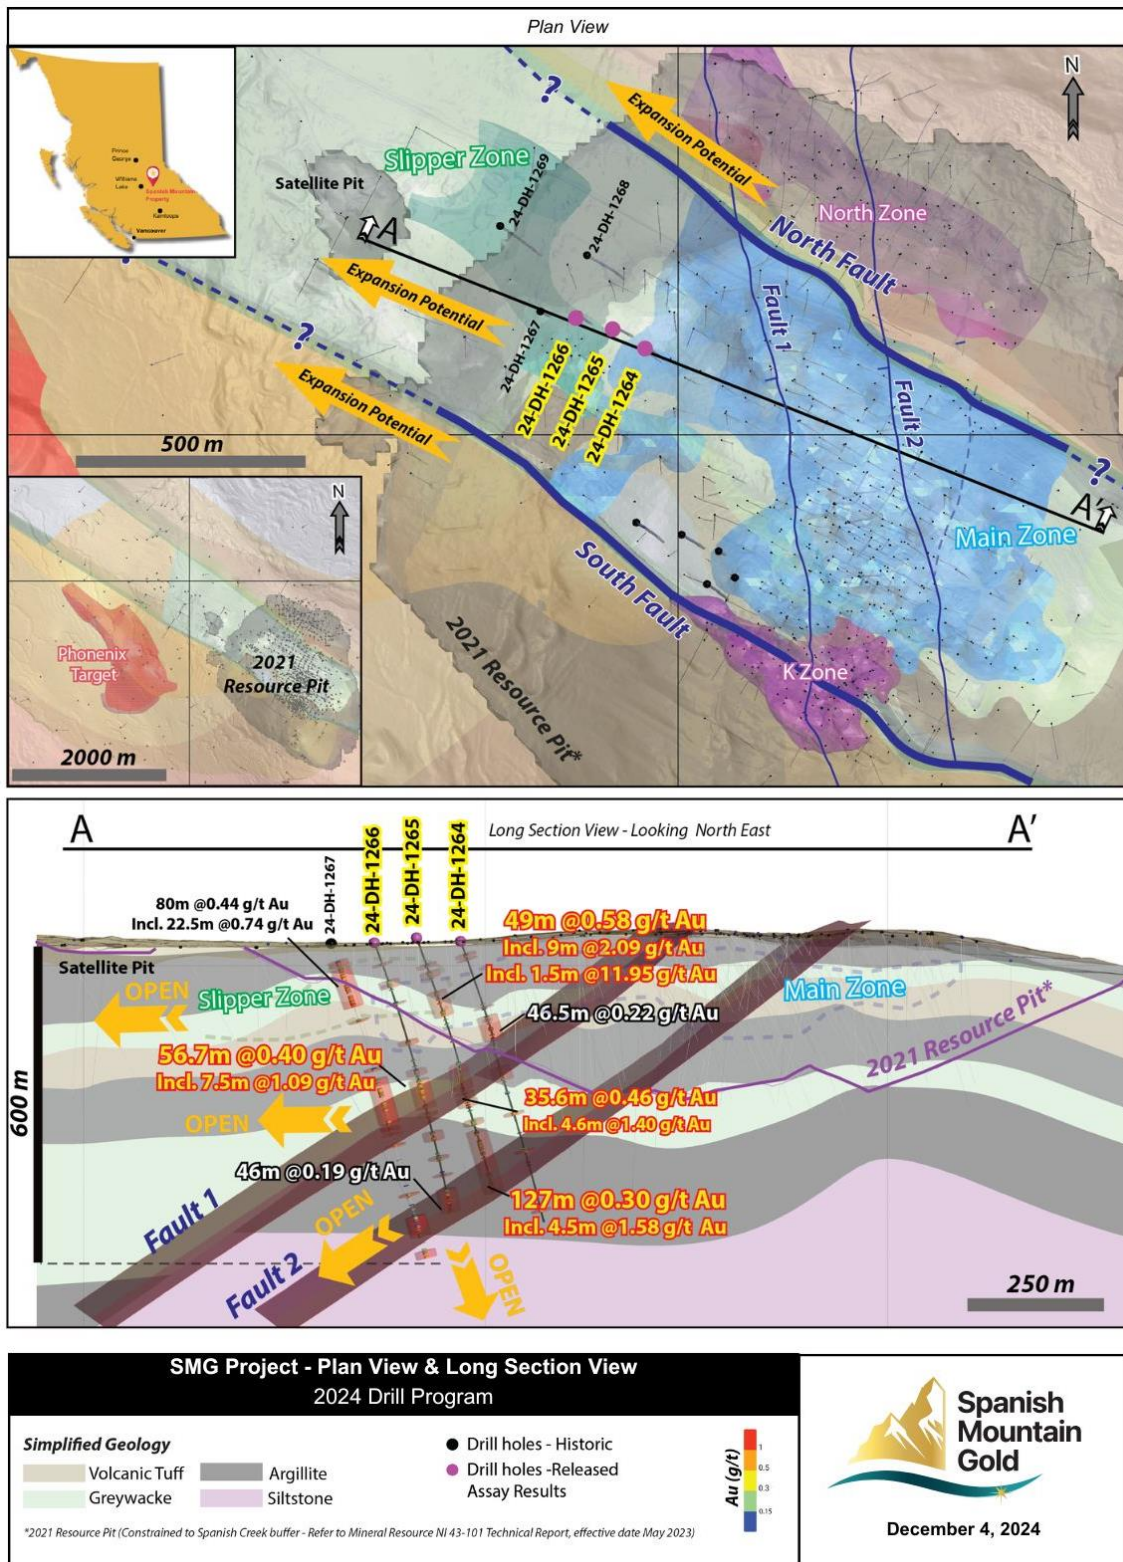 Plan View
Prince
George
Williams
Lake
Spanish Mountain
Property
Kamloops
Vancouver
N
Expansion Potential
?
Slipper Zone
24-DH-1269
24-DH-1268
Satellite Pit
A
North Zone
North Fault
Expansion Potential
24-DH-1267
24-DH-1266
24-DH-1265
24-DH-1264
Fault 1
Fault 2
?
Expansion Potential
?
500 m
A'
Main Zone
South Fault
K Zone
2021 Resource Pit*
N
Phonenix
Target
2021
Resource Pit
2000 m
A
Long Section View - Looking North East
A'
24-DH-1267
24-DH-1266
24-DH-1265
24-DH-1264
80m @0.44 g/t Au
Incl. 22.5m @0.74 g/t Au
49m @0.58 g/t Au
Incl. 9m @2.09 g/t Au
Incl. 1.5m @11.95 g/t Au
46.5m @0.22 g/t Au
Satellite Pit
OPEN
Slipper Zone
Main Zone
2021 Resource Pit*
56.7m @0.40 g/t Au
Incl. 7.5m @1.09 g/t Au
OPEN
35.6m @0.46 g/t Au
Incl. 4.6m @1.40 g/t Au
600 m
46m @0.19 g/t Au
127m @0.30 g/t Au
Incl. 4.5m @1.58 g/t Au
Fault 1
OPEN
Fault 2
OPEN
250 m
SMG Project - Plan View & Long Section View
2024 Drill Program
Simplified Geology
Volcanic Tuff
Argillite
Greywacke
Siltstone
Drill holes - Historic
Drill holes -Released
Assay Results
Au (g/t)
1
0.5
0.3
0.15
*2021 Resource Pit (Constrained to Spanish Creek buffer - Refer to Mineral Resource NI 43-101 Technical Report, effective date May 2023)
Spanish
Mountain
Gold
December 4, 2024